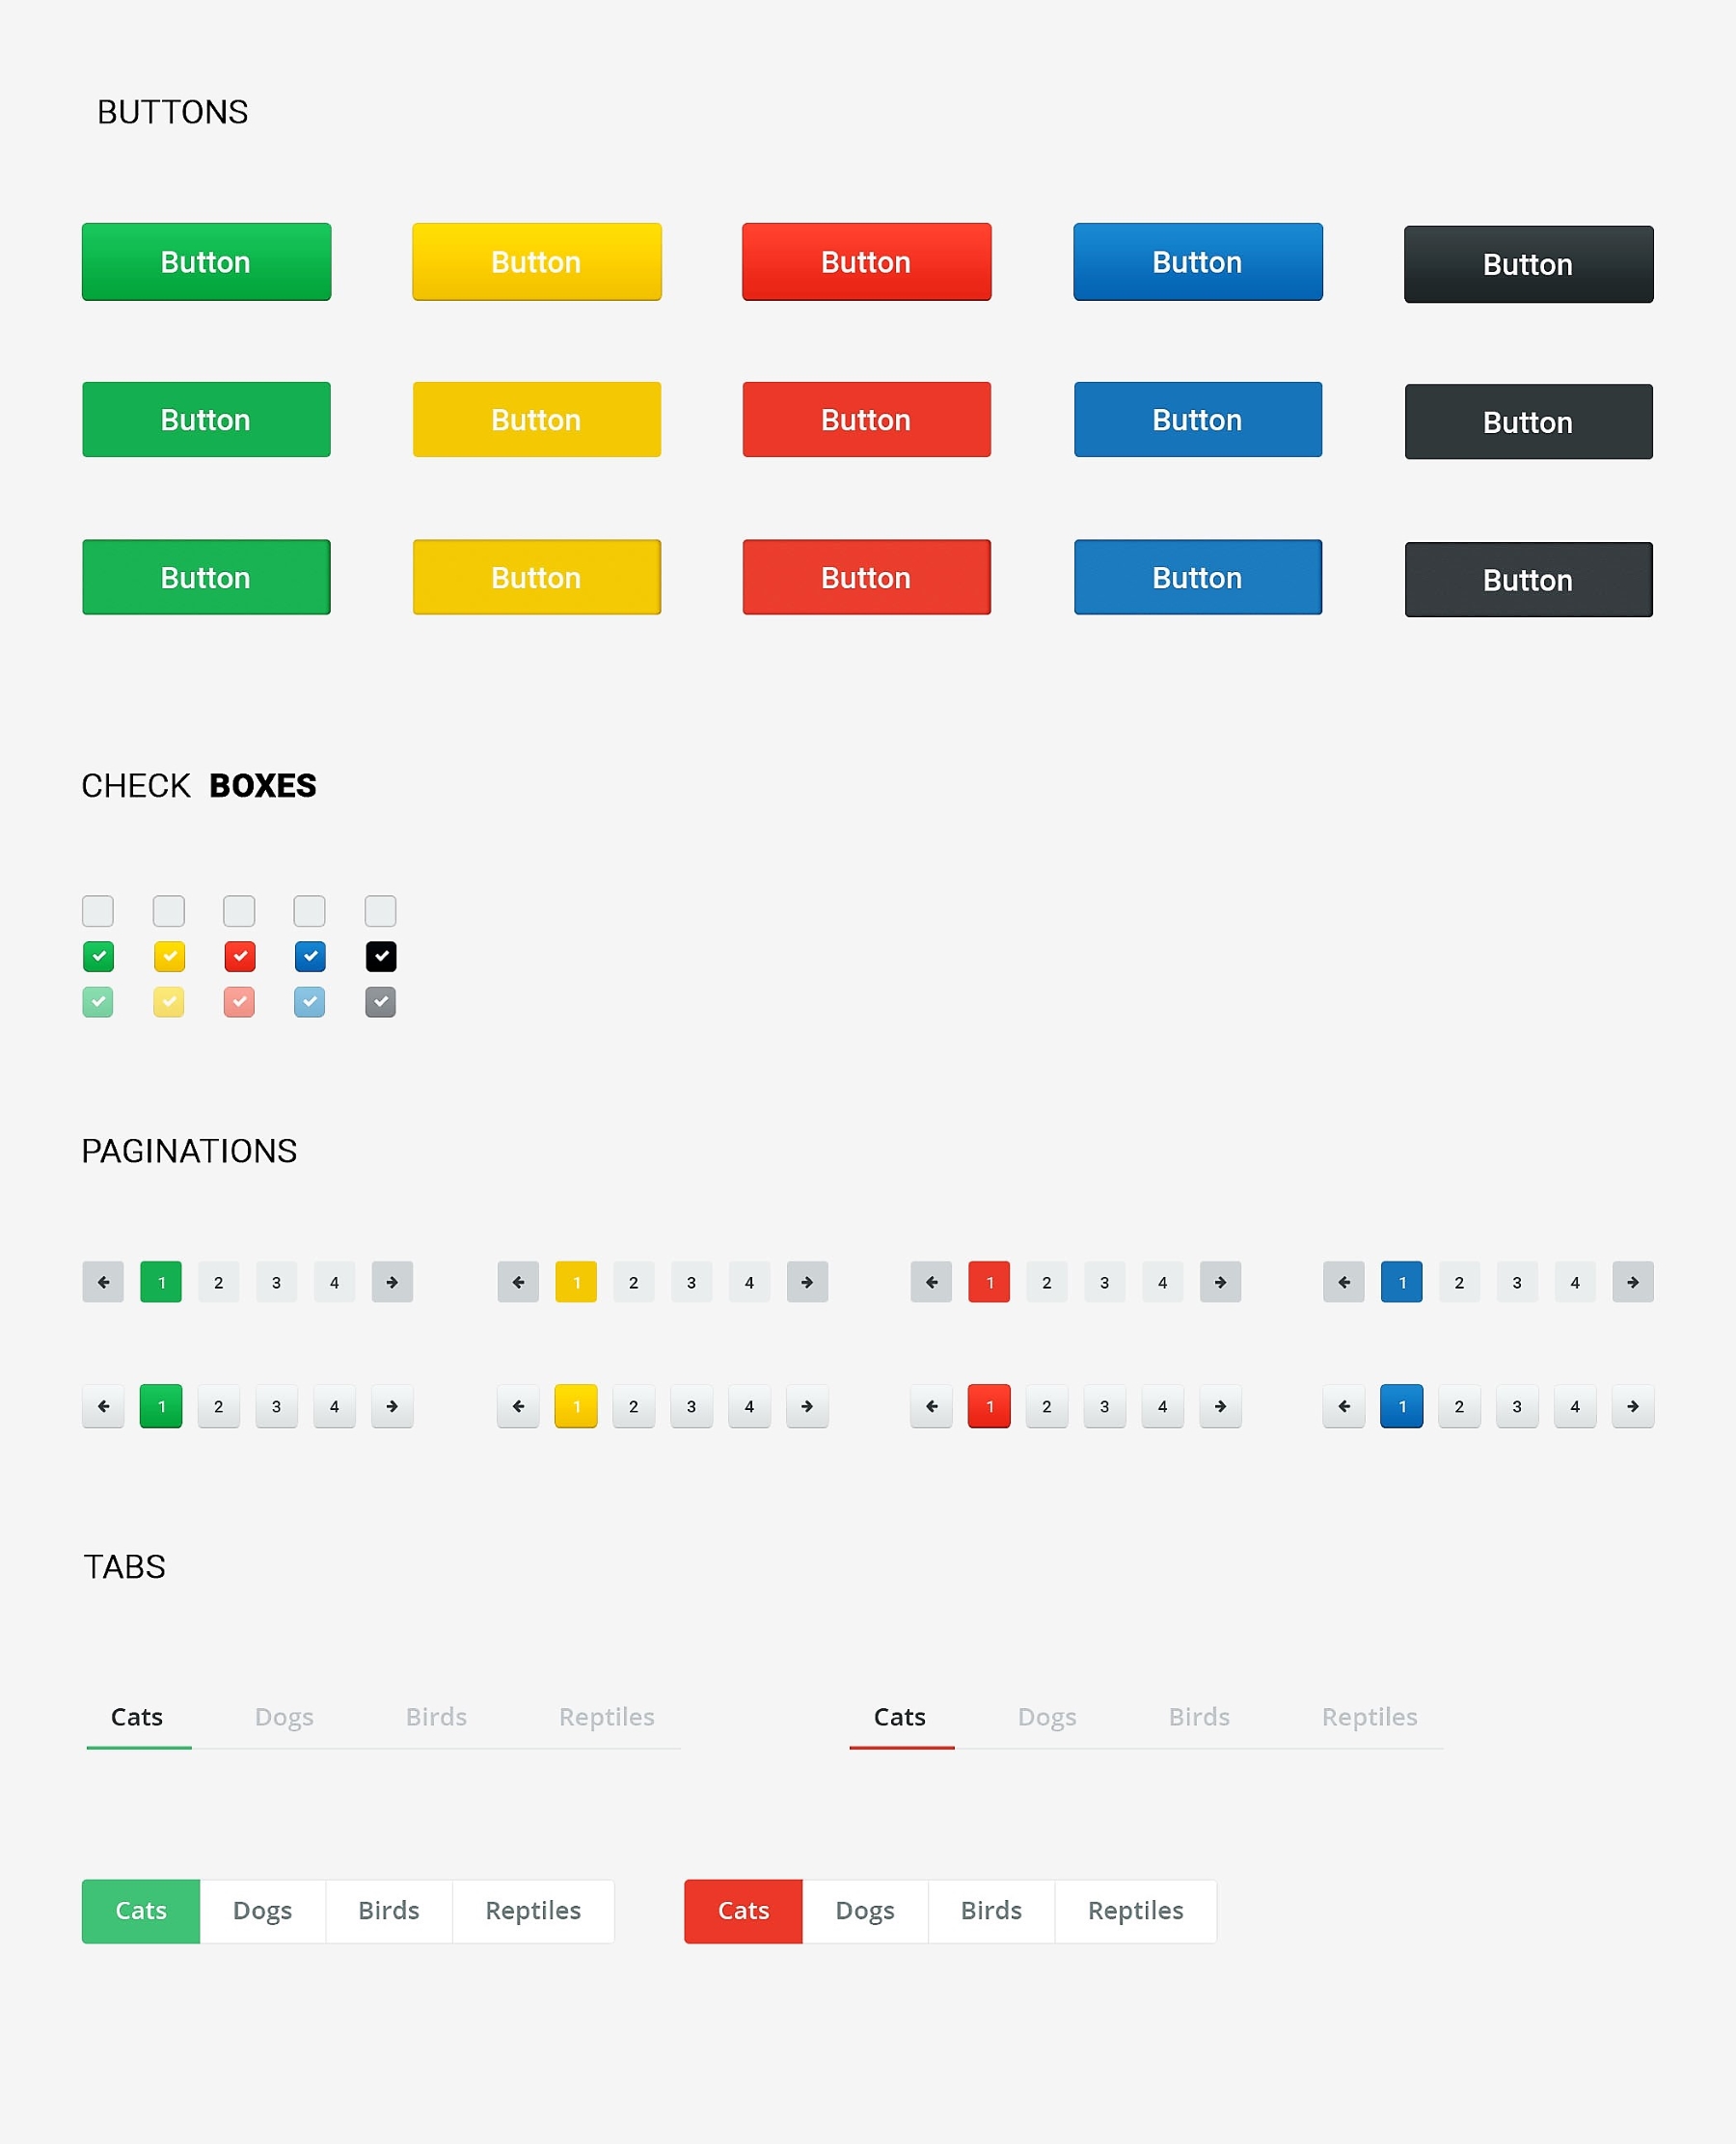 BUTTONS
Button Button Button Button Button
Button Button Button Button Button
Button Button Button Button Button
CHECK BOXES
PAGINATIONS
1 2 3 4 1 2 3 4 1 2 3 4 1 2 3 4
1 2 3 4 1 2 3 4 1 2 3 4 1 2 3 4
TABS
Cats Dogs Birds Reptiles Cats Dogs Birds Reptiles
Cats Dogs Birds Reptiles Cats Dogs Birds Reptiles